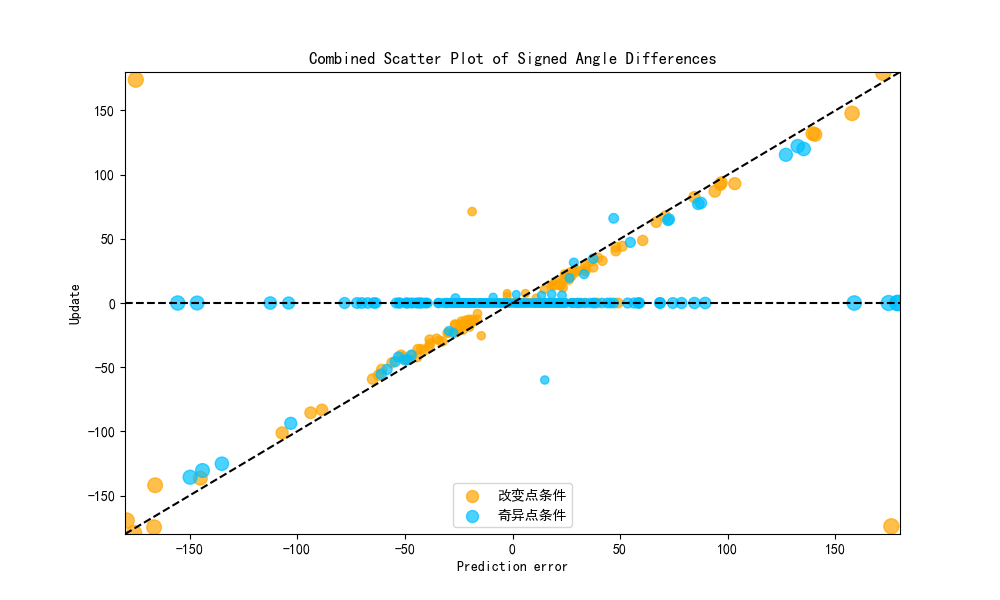 Combined Scatter Plot of Signed Angle Differences
150
100
50
0
−50
−100
−150
Update
−150
−100
−50
0
50
100
150
Prediction error
改变点条件
奇异点条件